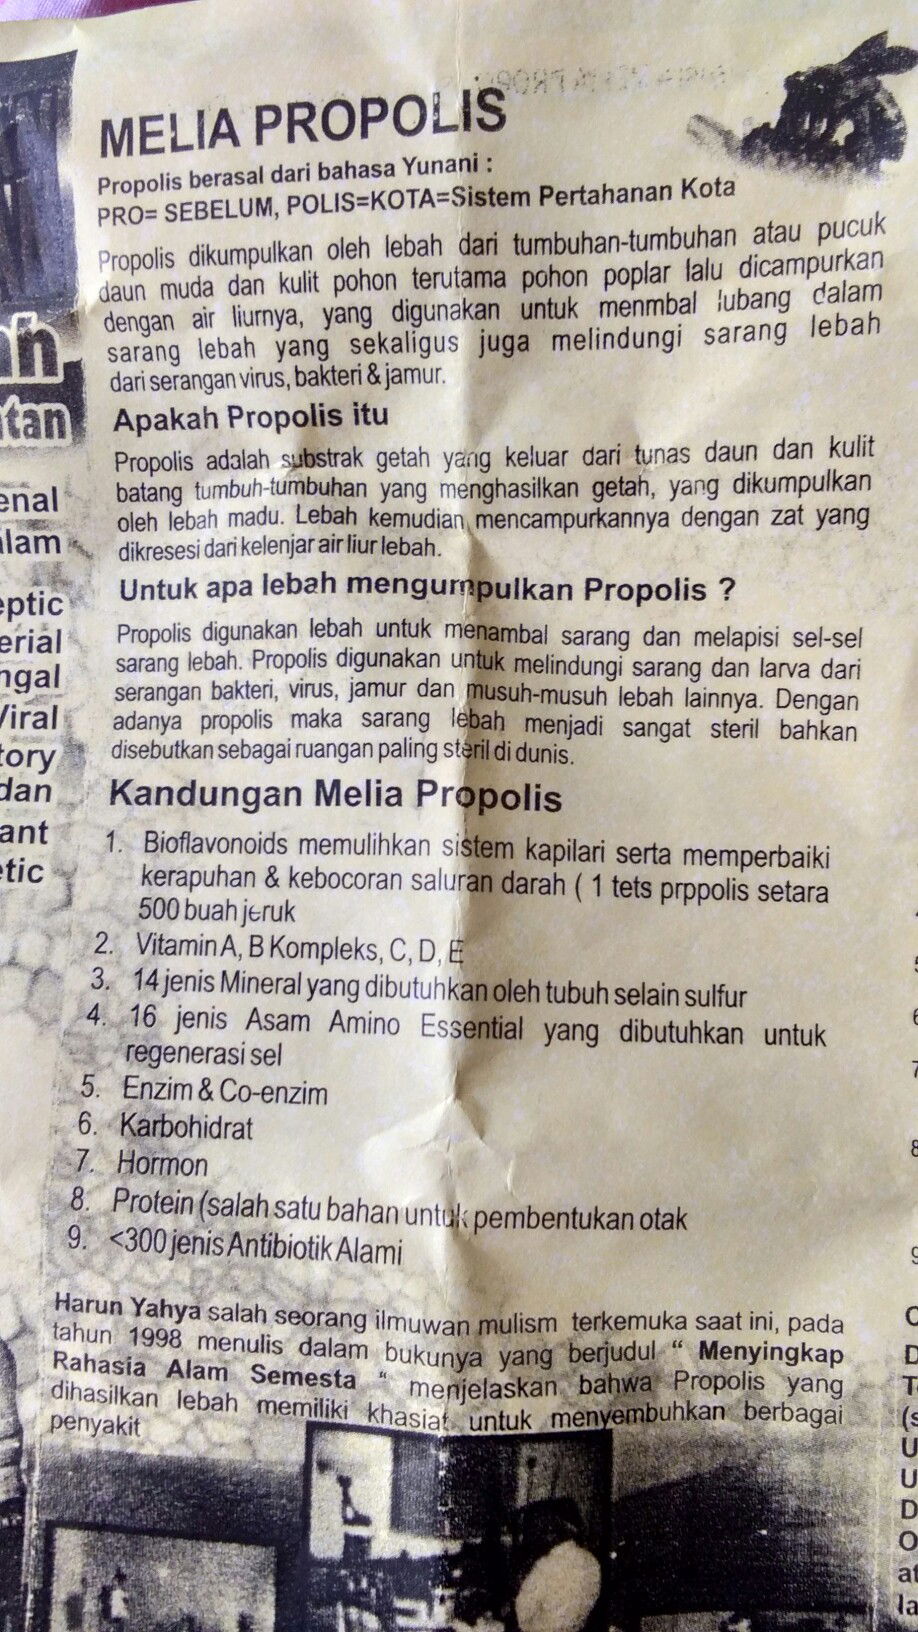 MELIA PROPOLIS
Propolis berasal dari bahasa Yunani :
PRO= SEBELUM, POLIS=KOTA=Sistem Pertahanan Kota
Propolis dikumpulkan oleh lebah dari tumbuhan-tumbuhan atau pucuk
daun muda dan kulit pohon terutama pohon poplar lalu dicampurkan
dengan air liurnya, yang digunakan untuk menmbal lubang dalam
sarang lebah yang sekaligus juga melindungi sarang lebah
dari serangan virus, bakteri & jamur.
Apakah Propolis itu
Propolis adalah substrak getah yang keluar dari tunas daun dan kulit
batang tumbuh-tumbuhan yang menghasilkan getah, yang dikumpulkan
oleh lebah madu. Lebah kemudian mencampurkannya dengan zat yang
dikresesi dari kelenjar air liur lebah.
Untuk apa lebah mengumpulkan Propolis ?
Propolis digunakan lebah untuk menambal sarang dan melapisi sel-sel
sarang lebah. Propolis digunakan untuk melindungi sarang dan larva dari
serangan bakteri, virus, jamur dan musuh-musuh lebah lainnya. Dengan
adanya propolis maka sarang lebah menjadi sangat steril bahkan
disebutkan sebagai ruangan paling steril di dunis.
Kandungan Melia Propolis
1. Bioflavonoids memulihkan sistem kapilari serta memperbaiki
kerapuhan & kebocoran saluran darah ( 1 tets prppolis setara
500 buah jeruk
2. Vitamin A, B Kompleks, C, D, E
3. 14 jenis Mineral yang dibutuhkan oleh tubuh selain sulfur
4. 16 jenis Asam Amino Essential yang dibutuhkan untuk
regenerasi sel
5. Enzim & Co-enzim
6. Karbohidrat
7. Hormon
8. Protein (salah satu bahan untuk pembentukan otak
9. <300 jenis Antibiotik Alami
Harun Yahya salah seorang ilmuwan mulism terkemuka saat ini, pada
tahun 1998 menulis dalam bukunya yang berjudul “ Menyingkap
Rahasia Alam Semesta “ menjelaskan bahwa Propolis yang
dihasilkan lebah memiliki khasiat untuk menyembuhkan berbagai
penyakit